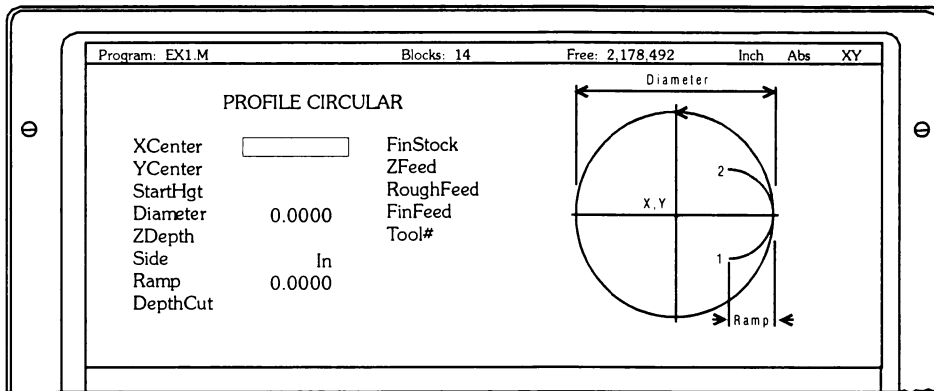 Program: EX1.M Blocks: 14 Free: 2,178,492 Inch Abs XY
PROFILE CIRCULAR
XCenter
YCenter
StartHgt
Diameter 0.0000
ZDepth
Side In
Ramp 0.0000
DepthCut
FinStock
ZFeed
RoughFeed
FinFeed
Tool#
Diameter
2
X,Y
1
Ramp